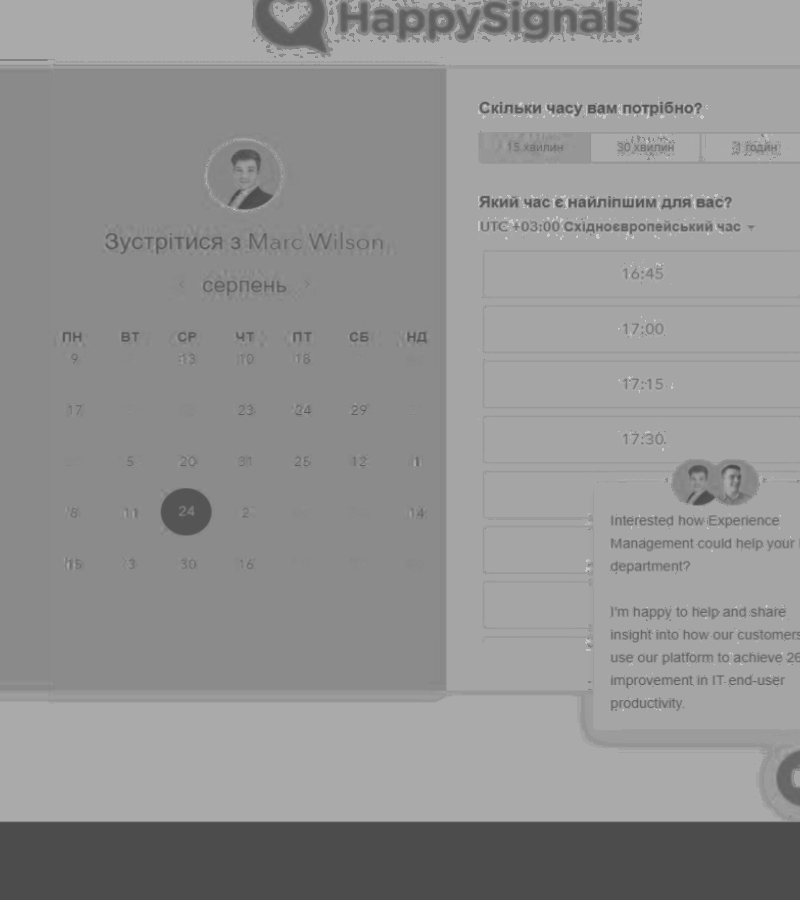 HappySignals
Зустрітися з Marc Wilson
серпень
ПН ВТ СР ЧТ ПТ СБ НД
9 13 10 18
17 23 24 29
5 20 31 25 12 1
8 11 24 2 14
15 3 30 16
Скільки часу вам потрібно?
15 хвилин 30 хвилин 1 годин
Який час є найліпшим для вас?
UTC +03:00 Східноєвропейський час
16:45
17:00
17:15
17:30
Interested how Experience
Management could help your
department?
I'm happy to help and share
insight into how our customers
use our platform to achieve 26
improvement in IT end-user
productivity.